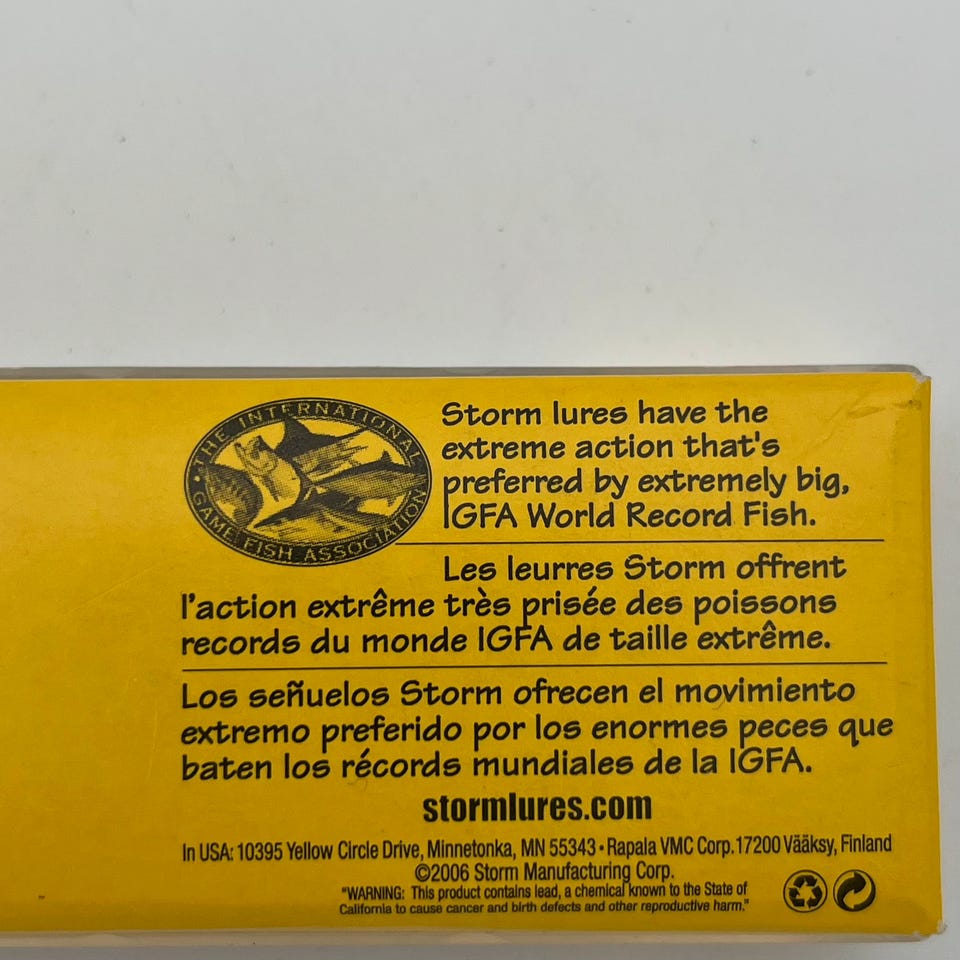 THE INTERNATIONAL
GAME FISH ASSOCIATION
Storm lures have the
extreme action that's
preferred by extremely big,
IGFA World Record Fish.
Les leurres Storm offrent
l'action extrême très prisée des poissons
records du monde IGFA de taille extrême.
Los señuelos Storm ofrecen el movimiento
extremo preferido por los enormes peces que
baten los récords mundiales de la IGFA.
stormlures.com
In USA: 10395 Yellow Circle Drive, Minnetonka, MN 55343 • Rapala VMC Corp. 17200 Vääksy, Finland
©2006 Storm Manufacturing Corp.
"WARNING: This product contains lead, a chemical known to the State of
California to cause cancer and birth defects and other reproductive harm."